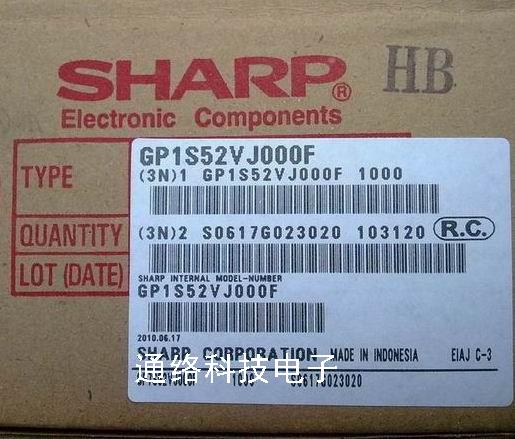 SHARP®
HB
Electronic Components
TYPE
QUANTITY
LOT (DATE)
GP1S52VJ000F
(3N)1 GP1S52VJ000F 1000
(3N)2 S0617G023020 103120
R.C.
SHARP INTERNAL MODEL-NUMBER
GP1S52VJ000F
2010.06.17
SHARP CORPORATION MADE IN INDONESIA EIAJ C-3
通络科技电子
S0617G023020